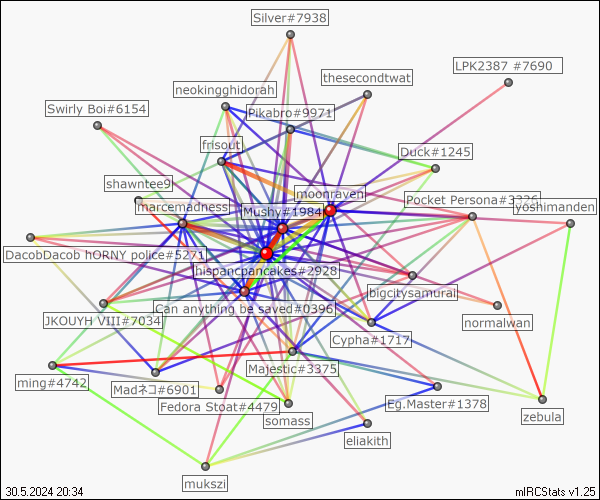 Silver#7938
LPK2387 #7690
thesecondtwat
neokingghidorah
Swirly Boi#6154
Pikabro#9971
frisout
Duck#1245
shawntee9
moonraven
marcemadness
Mushy#1984
Pocket Persona#3326
yoshimanden
DacobDacob hORNY police#5271
hispancpancakes#2928
bigcitysamurai
Can anything be saved#0396
JKOUYH VIII#7034
normalwan
Cypha#1717
Majestic#3375
ming#4742
Madネコ#6901
Fedora Stoat#4479
Eg.Master#1378
zebula
somass
eliakith
mukszi
30.5.2024 20:34
mIRCStats v1.25